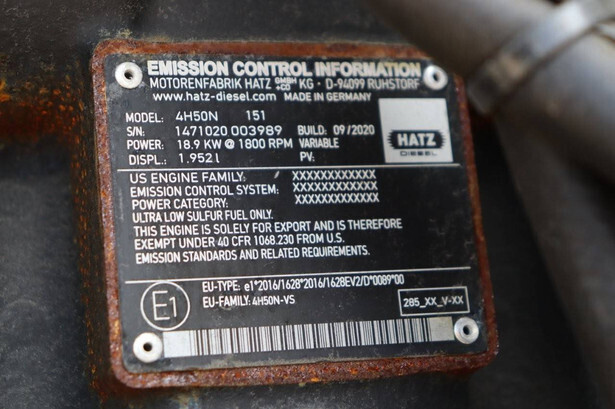 EMISSION CONTROL INFORMATION
MOTORENFABRIK HATZ GMBH +CO KG · D-94099 RUHSTORF
www.hatz-diesel.com MADE IN GERMANY
MODEL: 4H50N 151
S/N: 1471020 003989 BUILD: 09/2020
POWER: 18.9 KW @ 1800 RPM VARIABLE
DISPL.: 1.952 l PV:
HATZ
DIESEL
US ENGINE FAMILY: XXXXXXXXXXXX
EMISSION CONTROL SYSTEM: XXXXXXXXXXXX
POWER CATEGORY: XXXXXXXXXXXX
ULTRA LOW SULFUR FUEL ONLY.
THIS ENGINE IS SOLELY FOR EXPORT AND IS THEREFORE
EXEMPT UNDER 40 CFR 1068.230 FROM U.S.
EMISSION STANDARDS AND RELATED REQUIREMENTS.
E1
EU-TYPE: e1*2016/1628*2016/1628EV2/D*0089*00
EU-FAMILY: 4H50N-VS
285_XX_V-XX